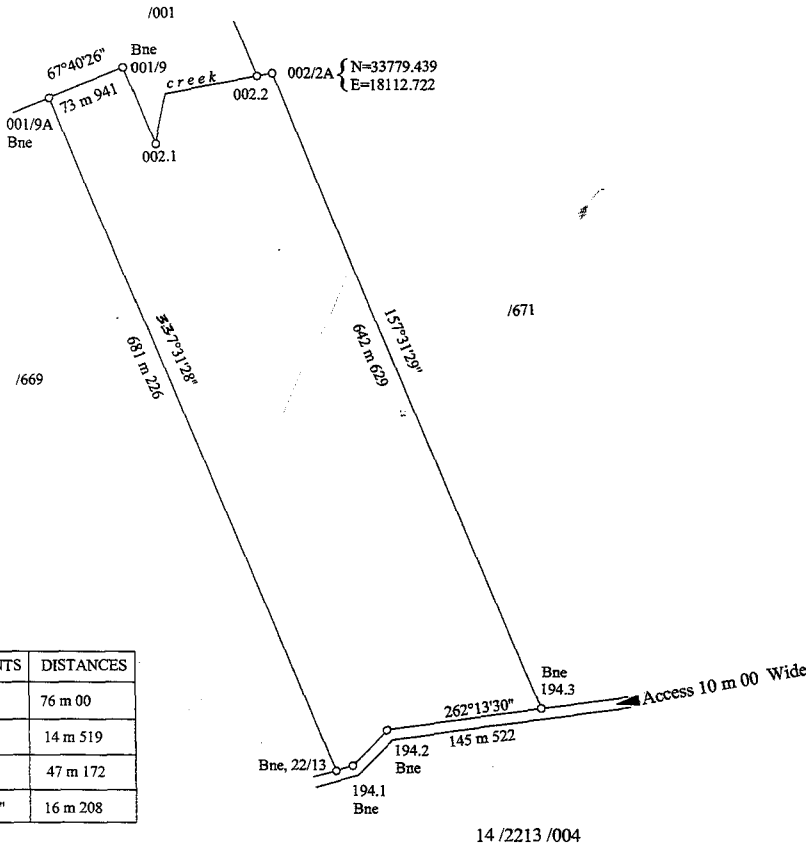 /001
67°40'26"
73 m 941
Bne
001/9
creek
002.2
002/2A { N=33779.439
E=18112.722
001/9A
Bne
002.1
/671
/669
337°31'28"
681 m 226
157°31'29"
642 m 629
NTS DISTANCES
76 m 00
14 m 519
47 m 172
" 16 m 208
Bne
194.3
Access 10 m 00 Wide
262°13'30"
145 m 522
194.2
Bne
Bne, 22/13
194.1
Bne
14 /2213 /004